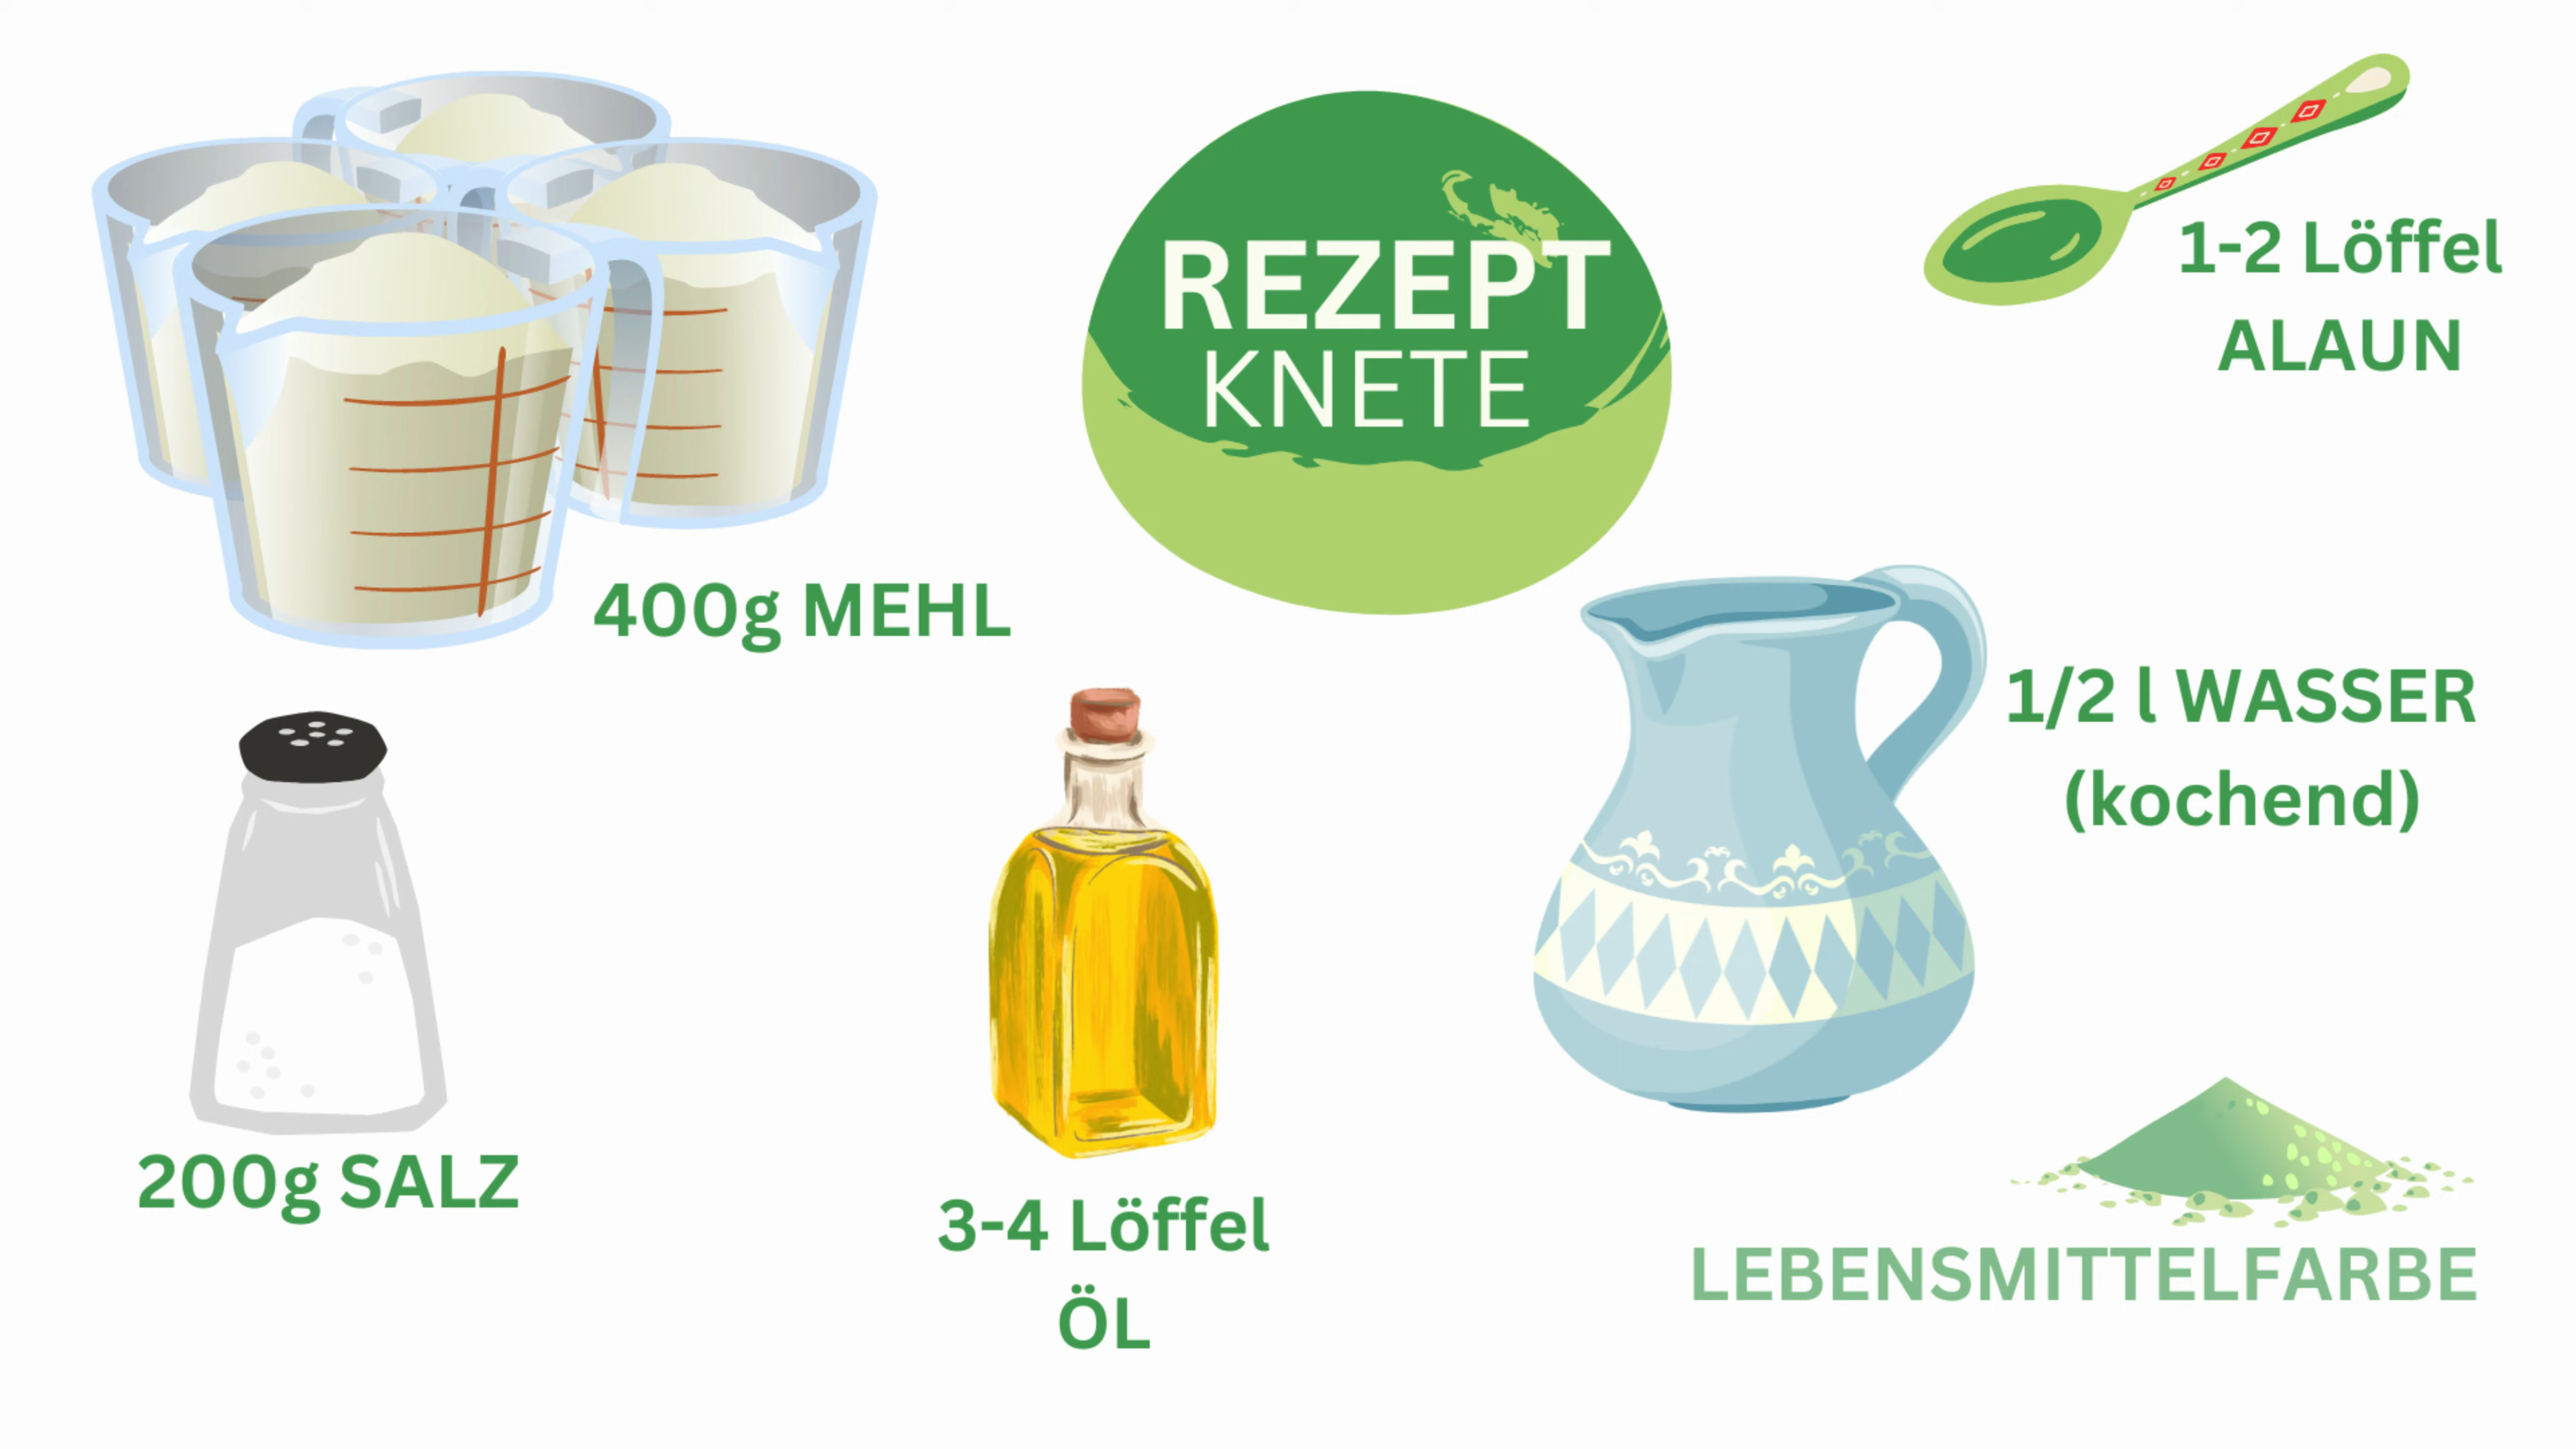 REZEPT
KNETE
1-2 Löffel
ALAUN
400g MEHL
1/2 l WASSER
(kochend)
200g SALZ
3-4 Löffel
ÖL
LEBENSMITTELFARBE